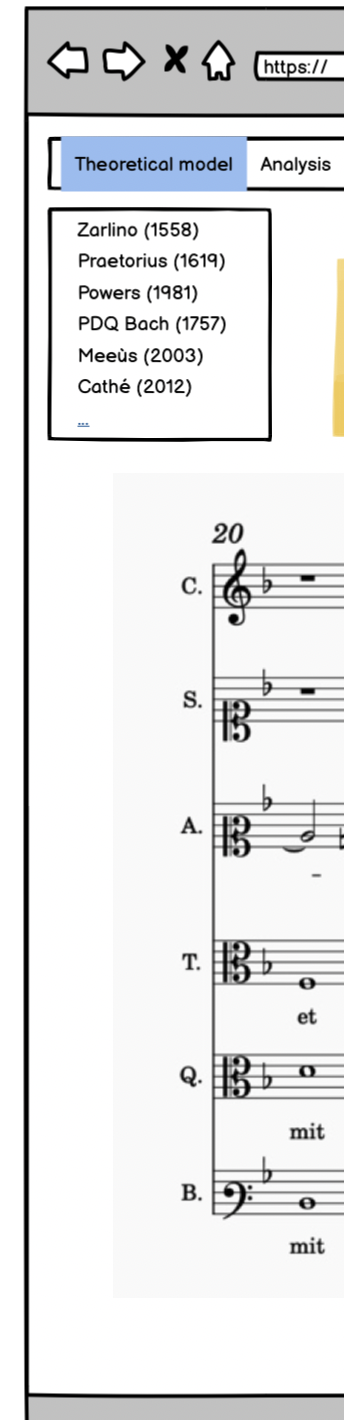 https://
Theoretical model Analysis
Zarlino (1558)
Praetorius (1619)
Powers (1981)
PDQ Bach (1757)
Meeùs (2003)
Cathé (2012)
...
20
C.
S.
A.
-
T.
et
Q.
mit
B.
mit